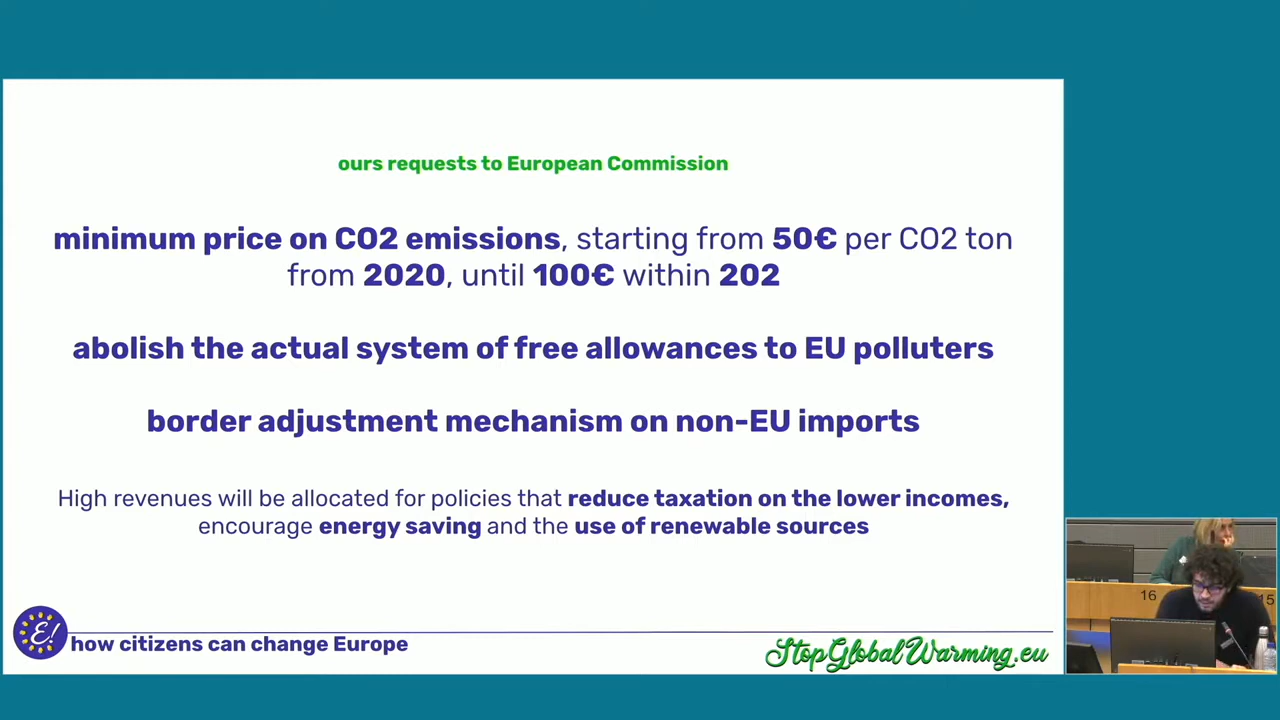 ours requests to European Commission
minimum price on CO2 emissions, starting from 50€ per CO2 ton
from 2020, until 100€ within 202
abolish the actual system of free allowances to EU polluters
border adjustment mechanism on non-EU imports
High revenues will be allocated for policies that reduce taxation on the lower incomes,
encourage energy saving and the use of renewable sources
E!
how citizens can change Europe
StopGlobalWarming.eu
16
15